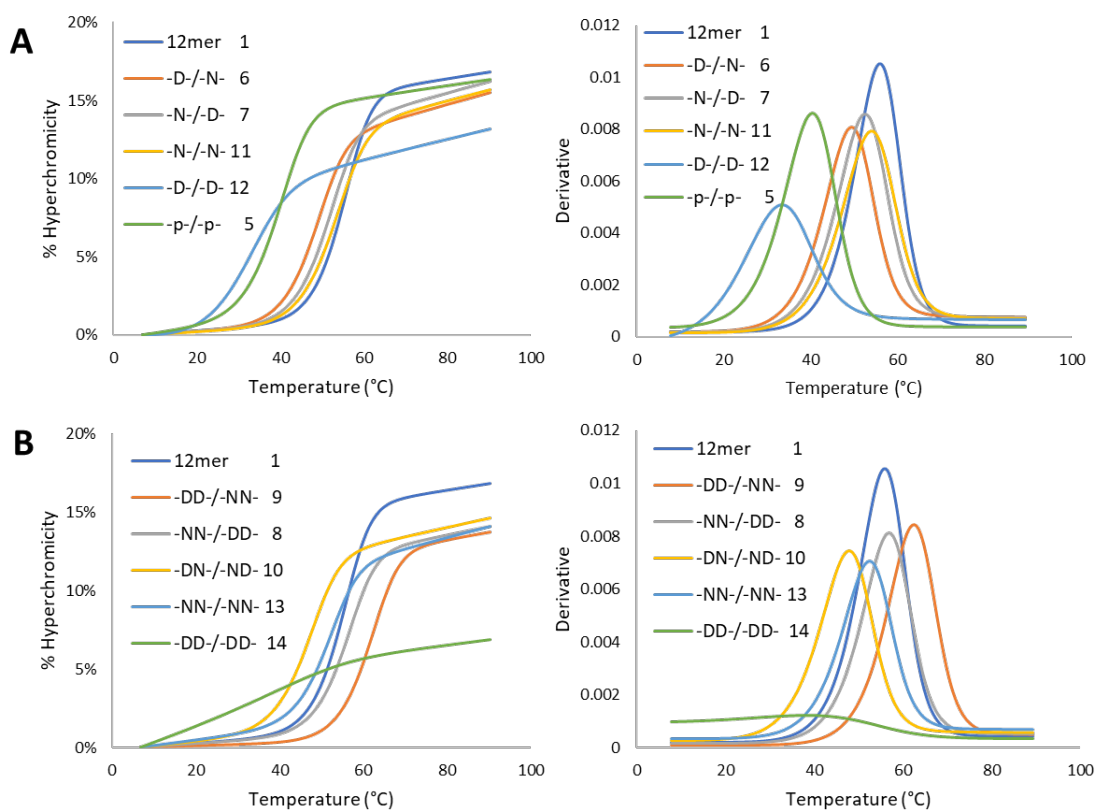 A
20%
15%
10%
5%
0%
% Hyperchromicity
12mer 1
-D-/-N- 6
-N-/-D- 7
-N-/-N- 11
-D-/-D- 12
-p-/-p- 5
0 20 40 60 80 100
Temperature (°C)
0.012
0.01
0.008
0.006
0.004
0.002
0
Derivative
12mer 1
-D-/-N- 6
-N-/-D- 7
-N-/-N- 11
-D-/-D- 12
-p-/p- 5
0 20 40 60 80 100
Temperature (°C)
B
20%
15%
10%
5%
0%
% Hyperchromicity
12mer 1
-DD-/-NN- 9
-NN-/-DD- 8
-DN-/-ND- 10
-NN-/-NN- 13
-DD-/-DD- 14
0 20 40 60 80 100
Temperature (°C)
0.012
0.01
0.008
0.006
0.004
0.002
0
Derivative
12mer 1
-DD-/-NN- 9
-NN-/-DD- 8
-DN-/-ND- 10
-NN-/-NN- 13
-DD-/-DD- 14
0 20 40 60 80 100
Temperature (°C)